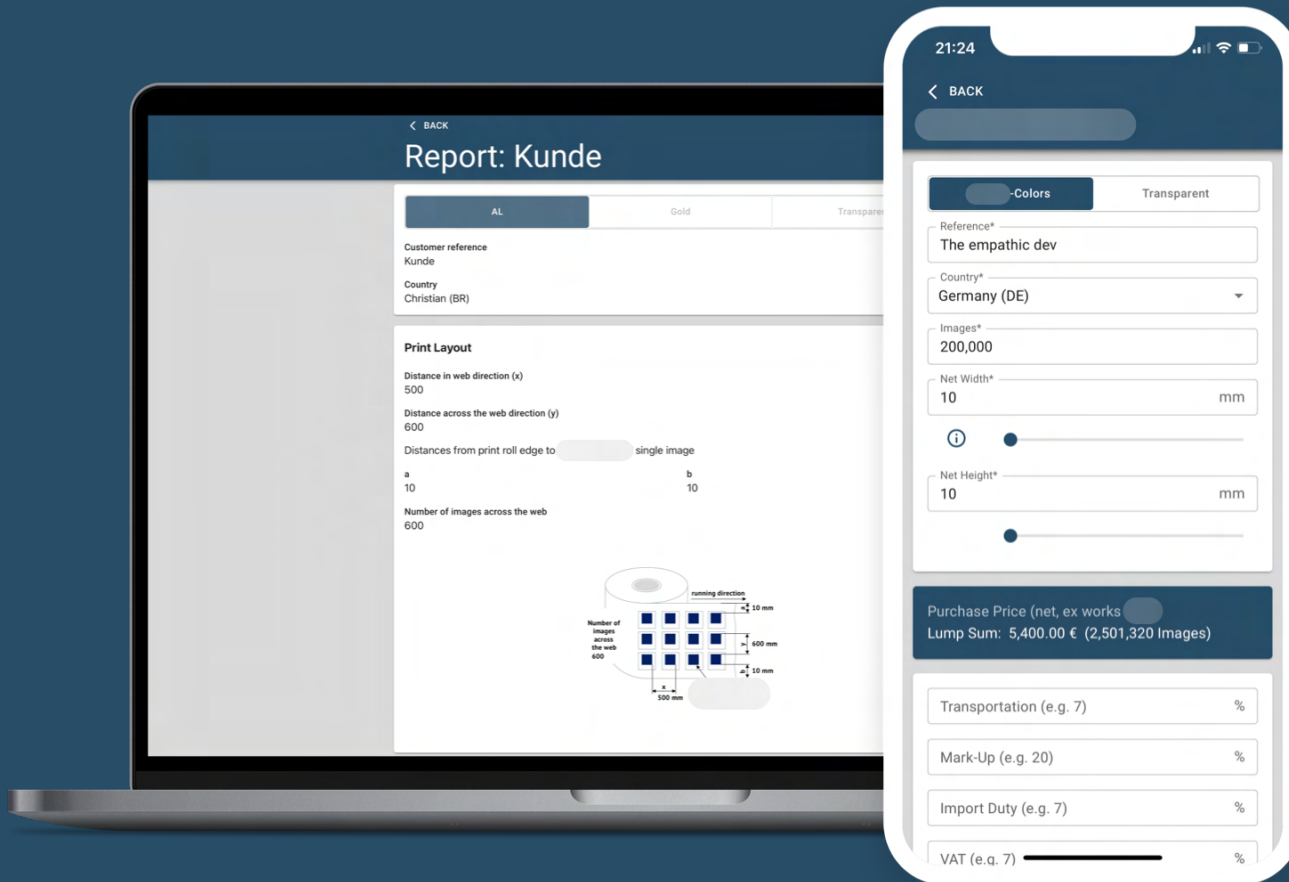 BACK
Report: Kunde
AL
Gold
Customer reference
Kunde
Country
Christian (BR)
Print Layout
Distance in web direction (x)
500
Distance across the web direction (y)
600
Distances from print roll edge to single image
a b
10 10
Number of images across the web
600
running direction
a 10 mm
Number of
images
across
the web
600
y 600 mm
b 10 mm
x
500 mm
21:24
BACK
-Colors Transparent
Reference*
The empathic dev
Country*
Germany (DE)
Images*
200,000
Net Width*
10 mm
Net Height*
10 mm
Purchase Price (net, ex works
Lump Sum: 5,400.00 € (2,501,320 Images)
Transportation (e.g. 7) %
Mark-Up (e.g. 20) %
Import Duty (e.g. 7) %
VAT (e.g. 7) %